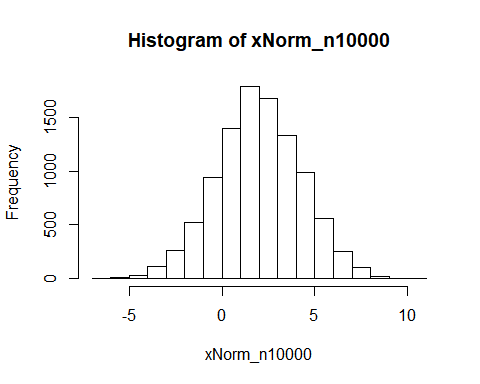 Histogram of xNorm_n10000
Frequency
1500
1000
500
0
-5 0 5 10
xNorm_n10000